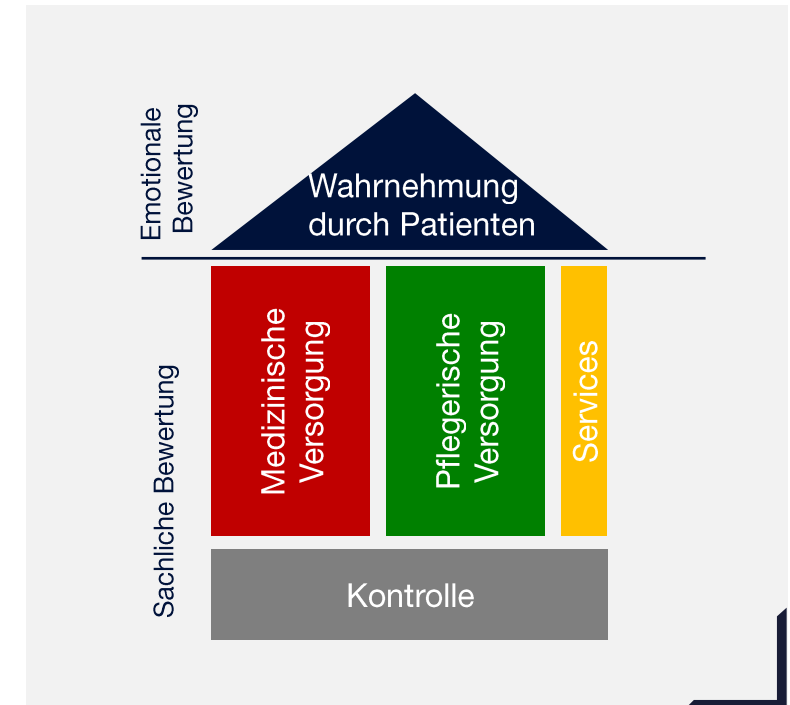 Emotionale
Bewertung
Wahrnehmung
durch Patienten
Sachliche Bewertung
Medizinische
Versorgung
Pflegerische
Versorgung
Services
Kontrolle